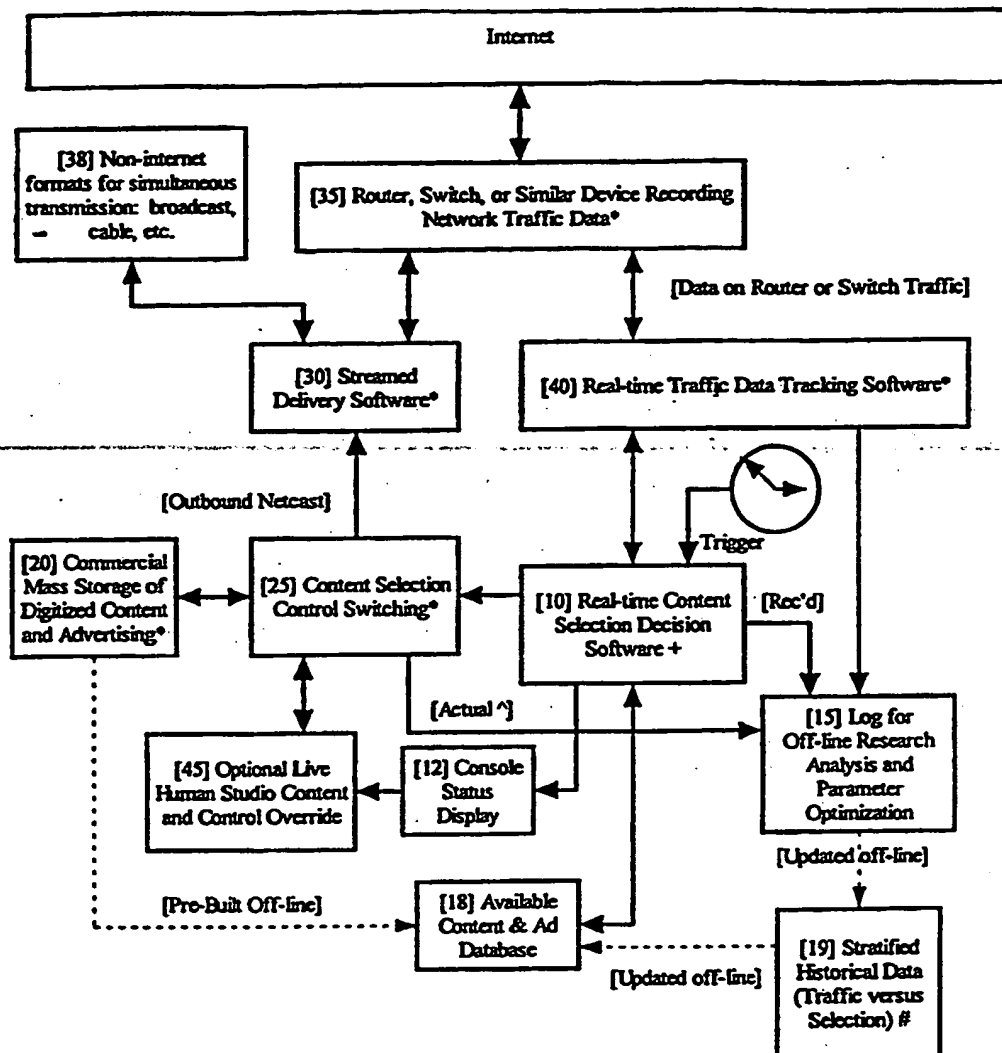 Internet
[38] Non-internet
formats for simultaneous
transmission: broadcast,
cable, etc.
[35] Router, Switch, or Similar Device Recording
Network Traffic Data*
[Data on Router or Switch Traffic]
[30] Streamed
Delivery Software*
[40] Real-time Traffic Data Tracking Software*
[Outbound Netcast]
Trigger
[20] Commercial
Mass Storage of
Digitized Content
and Advertising*
[25] Content Selection
Control Switching*
[10] Real-time Content
Selection Decision
Software +
[Rec'd]
[Actual ^]
[15] Log for
Off-line Research
Analysis and
Parameter
Optimization
[45] Optional Live
Human Studio Content
and Control Override
[12] Console
Status
Display
[Updated off-line]
[Pre-Built Off-line]
[18] Available
Content & Ad
Database
[Updated off-line]
[19] Stratified
Historical Data
(Traffic versus
Selection) #